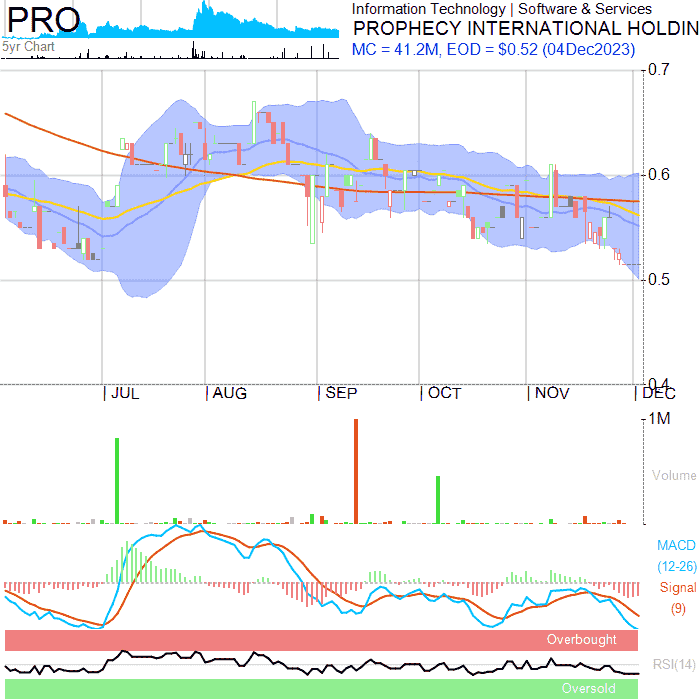 PRO
Information Technology | Software & Services
PROPHECY INTERNATIONAL HOLDIN
MC = 41.2M, EOD = $0.52 (04Dec2023)
5yr Chart
0.7
0.6
0.5
0.4
JUL
AUG
SEP
OCT
NOV
DEC
1M
Volume
MACD
(12-26)
Signal
(9)
Overbought
RSI(14)
Oversold